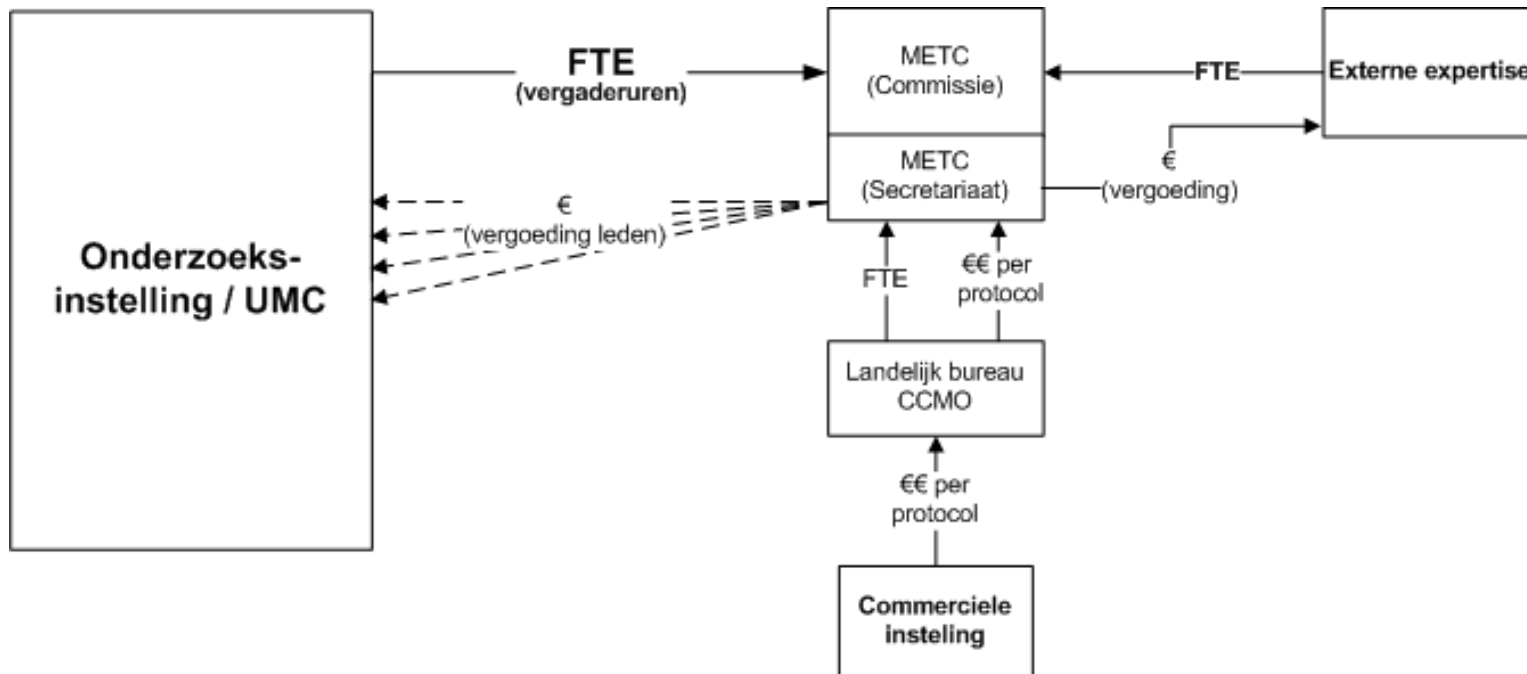 Onderzoeks-
instelling / UMC
FTE
(vergaderuren)
METC
(Commissie)
FTE
Externe expertise
METC
(Secretariaat)
€
(vergoeding)
€
(vergoeding leden)
FTE
€€ per
protocol
Landelijk bureau
CCMO
€€ per
protocol
Commerciele
insteling